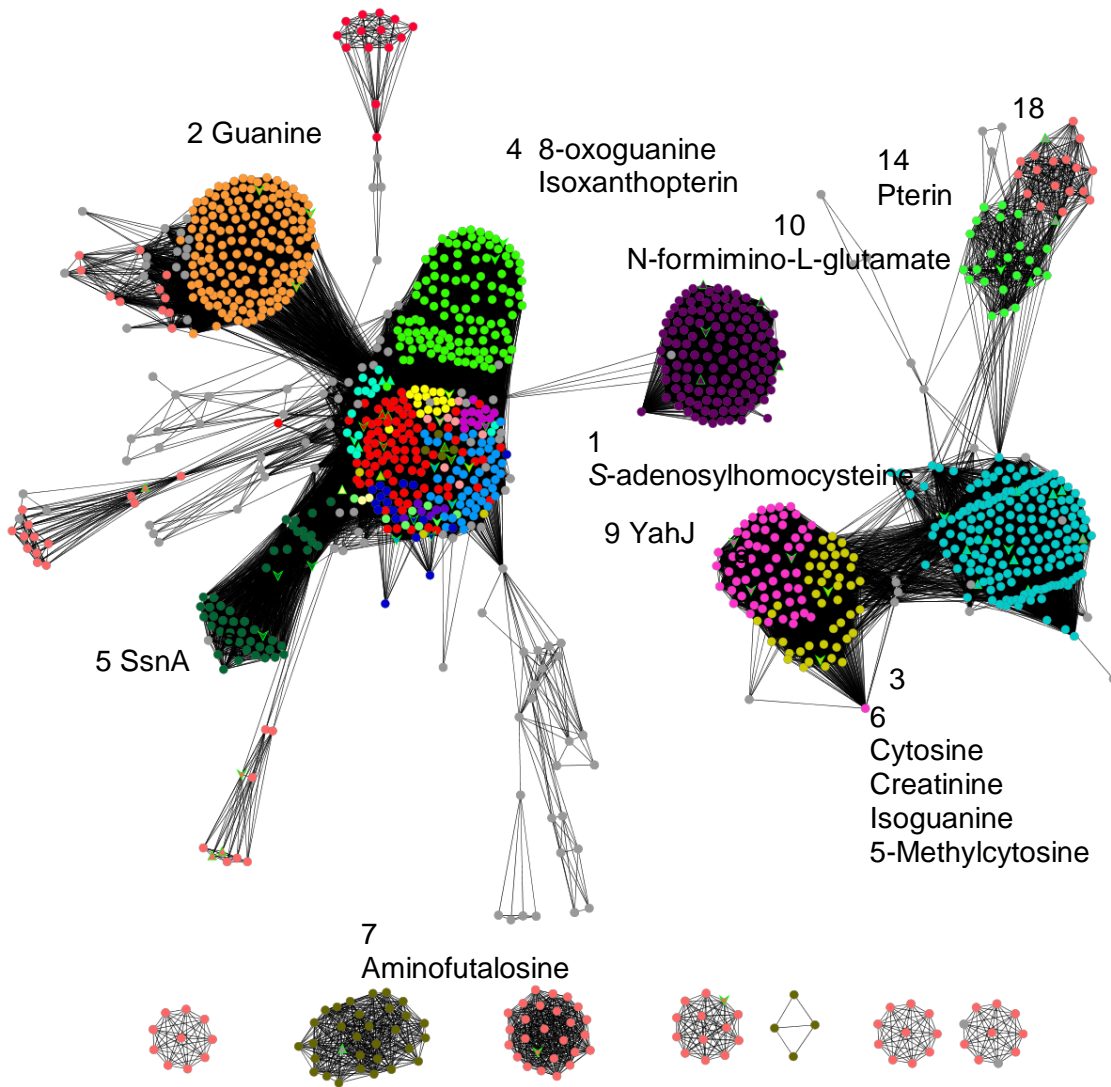 2 Guanine
4 8-oxoguanine
Isoxanthopterin
18
14
Pterin
10
N-formimino-L-glutamate
1
S-adenosylhomocysteine
9 YahJ
5 SsnA
3
6
Cytosine
Creatinine
Isoguanine
5-Methylcytosine
7
Aminofutalosine